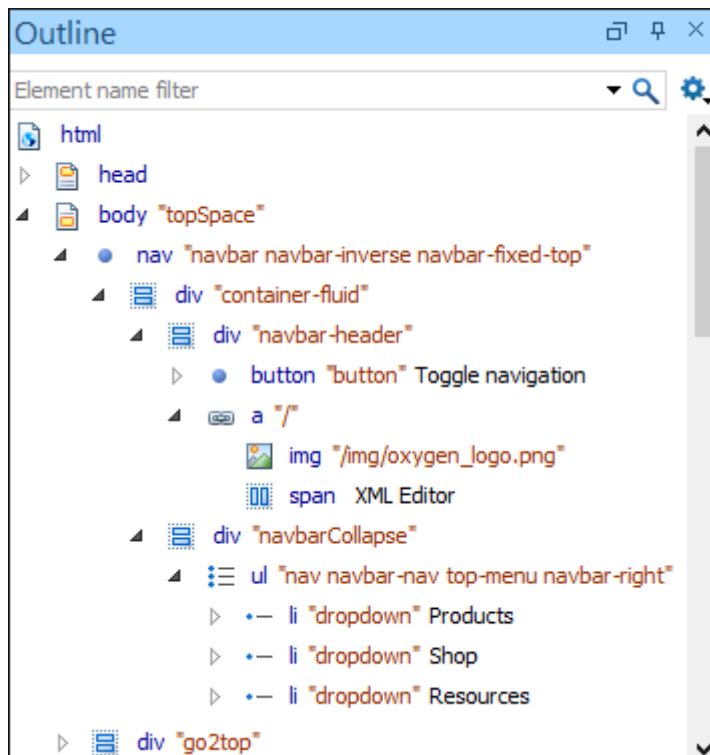 Outline
Element name filter
html
head
body "topSpace"
nav "navbar navbar-inverse navbar-fixed-top"
div "container-fluid"
div "navbar-header"
button "button" Toggle navigation
a "/"
img "/img/oxygen_logo.png"
span XML Editor
div "navbarCollapse"
ul "nav navbar-nav top-menu navbar-right"
li "dropdown" Products
li "dropdown" Shop
li "dropdown" Resources
div "go2top"